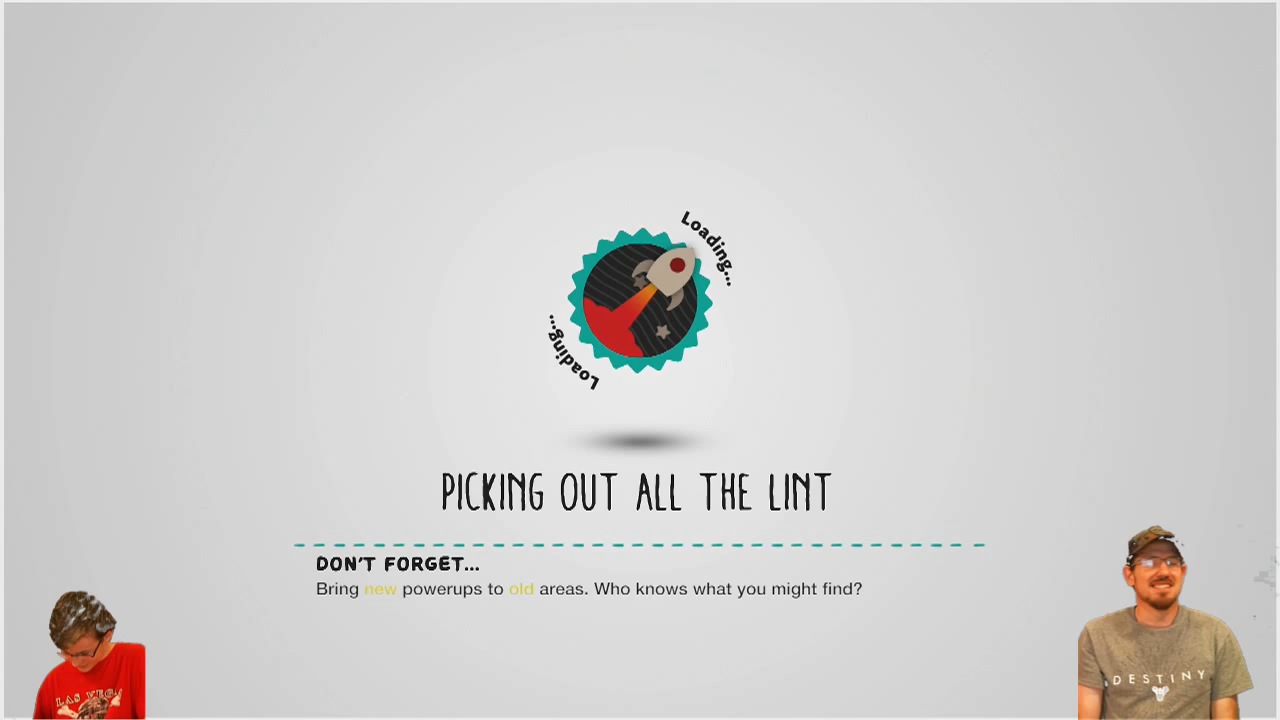 Loading...
Loading...
PICKING OUT ALL THE LINT
DON'T FORGET...
Bring new powerups to old areas. Who knows what you might find?
LAS VEGA
DESTINY